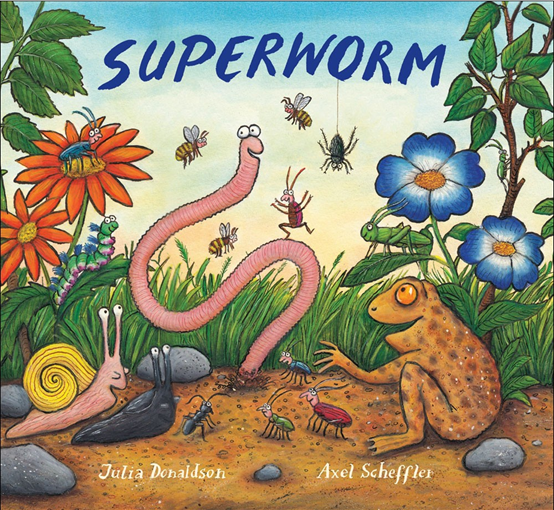 SUPERWORM
Julia Donaldson
Axel Scheffler